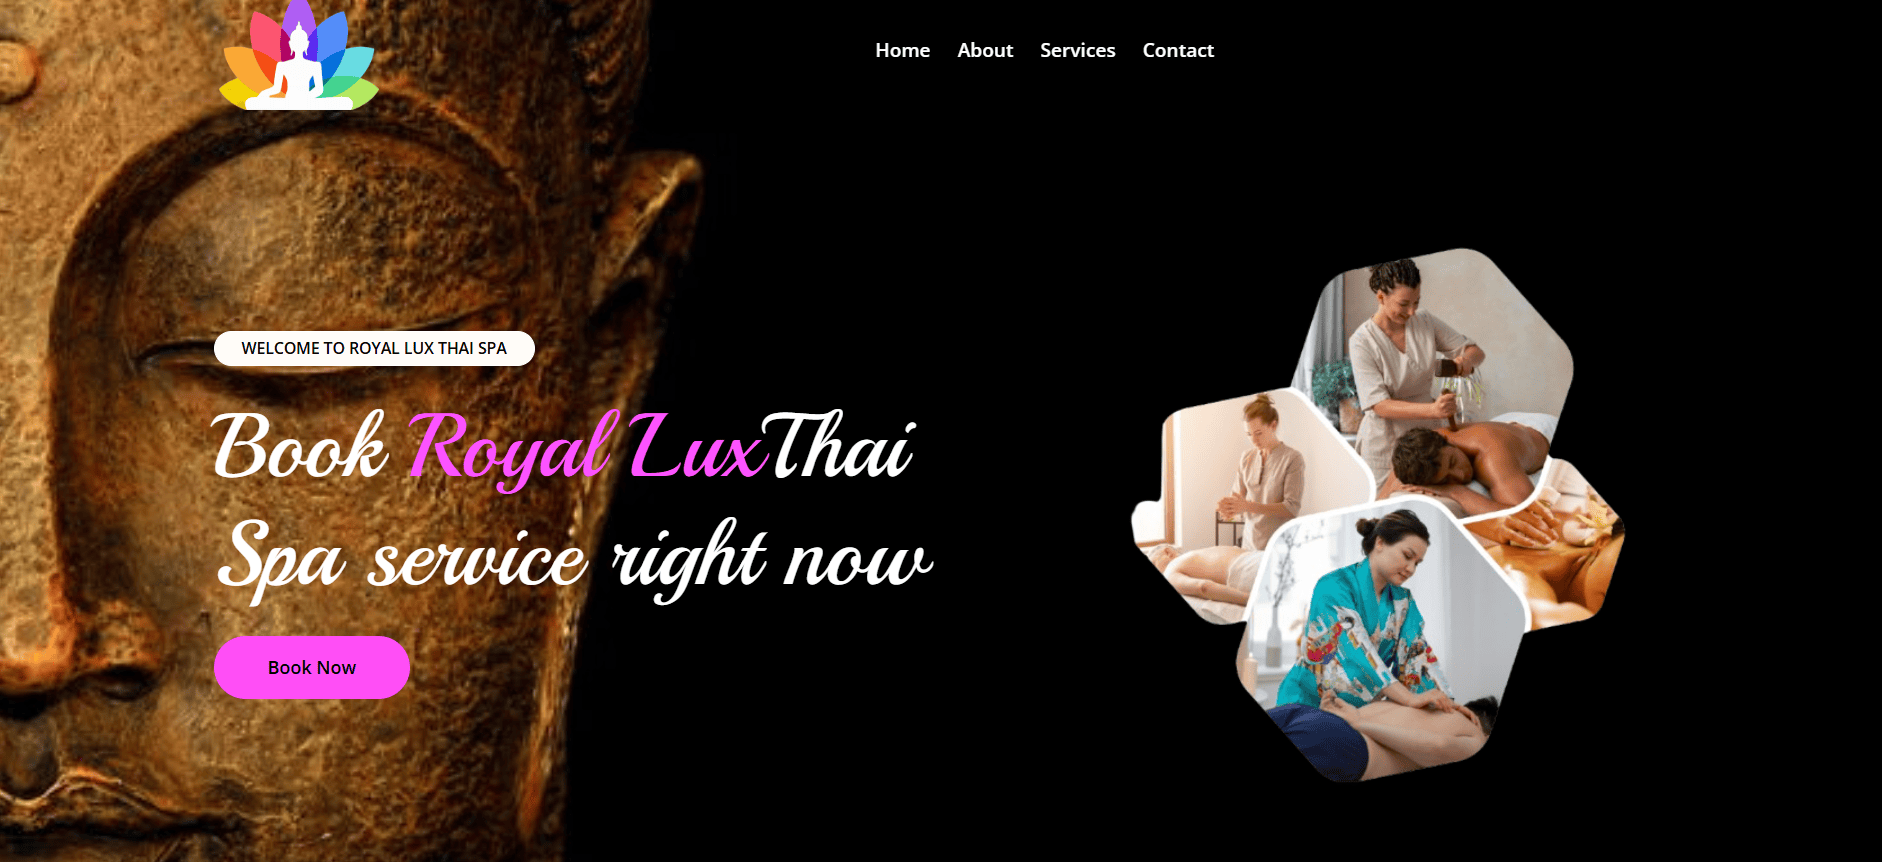 Home About Services Contact
WELCOME TO ROYAL LUX THAI SPA
Book Royal LuxThai
Spa service right now
Book Now